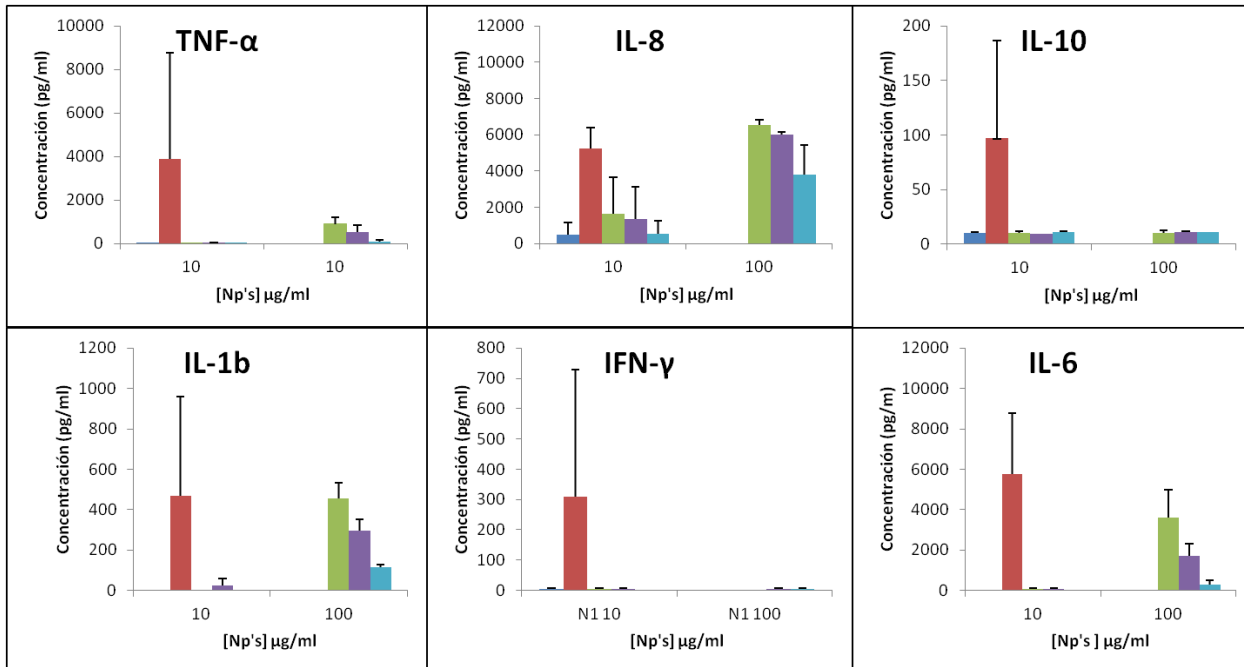 TNF-α
Concentración (pg/ml)
10000
8000
6000
4000
2000
0
10
10
[Np's] µg/ml
IL-8
Concentración (pg/ml)
12000
10000
8000
6000
4000
2000
0
10
100
[Np's] µg/ml
IL-10
Concentración (pg/ml)
200
150
100
50
0
10
100
[Np's] µg/ml
IL-1b
Concentración (pg/ml)
1200
1000
800
600
400
200
0
10
100
[Np's] µg/ml
IFN-γ
Concentración (pg/ml)
800
700
600
500
400
300
200
100
0
N1 10
N1 100
[Np's] µg/ml
IL-6
Concentración (pg/m)
12000
10000
8000
6000
4000
2000
0
10
100
[Np's ] µg/ml